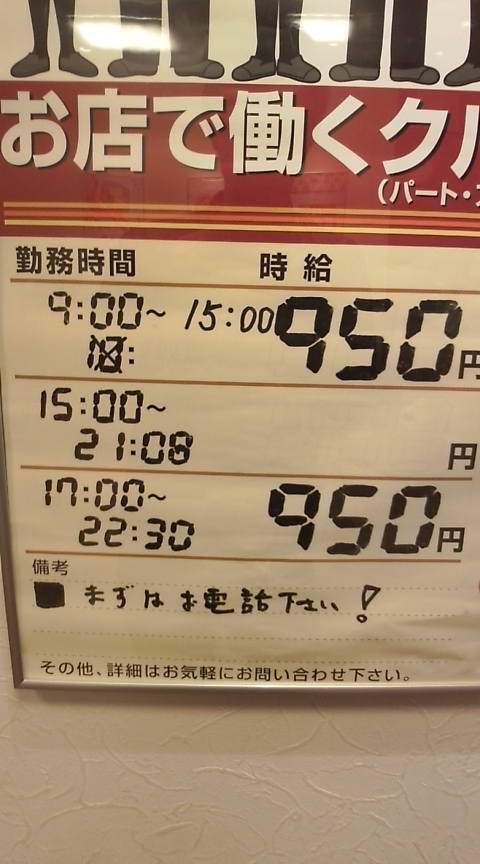 お店で働くク
(パート・
勤務時間 時給
9:00~ 15:00 950円
15:00~
21:00 円
17:00~
22:30 950円
備考
■ まずはお電話下さい!
その他、詳細はお気軽にお問い合わせ下さい。